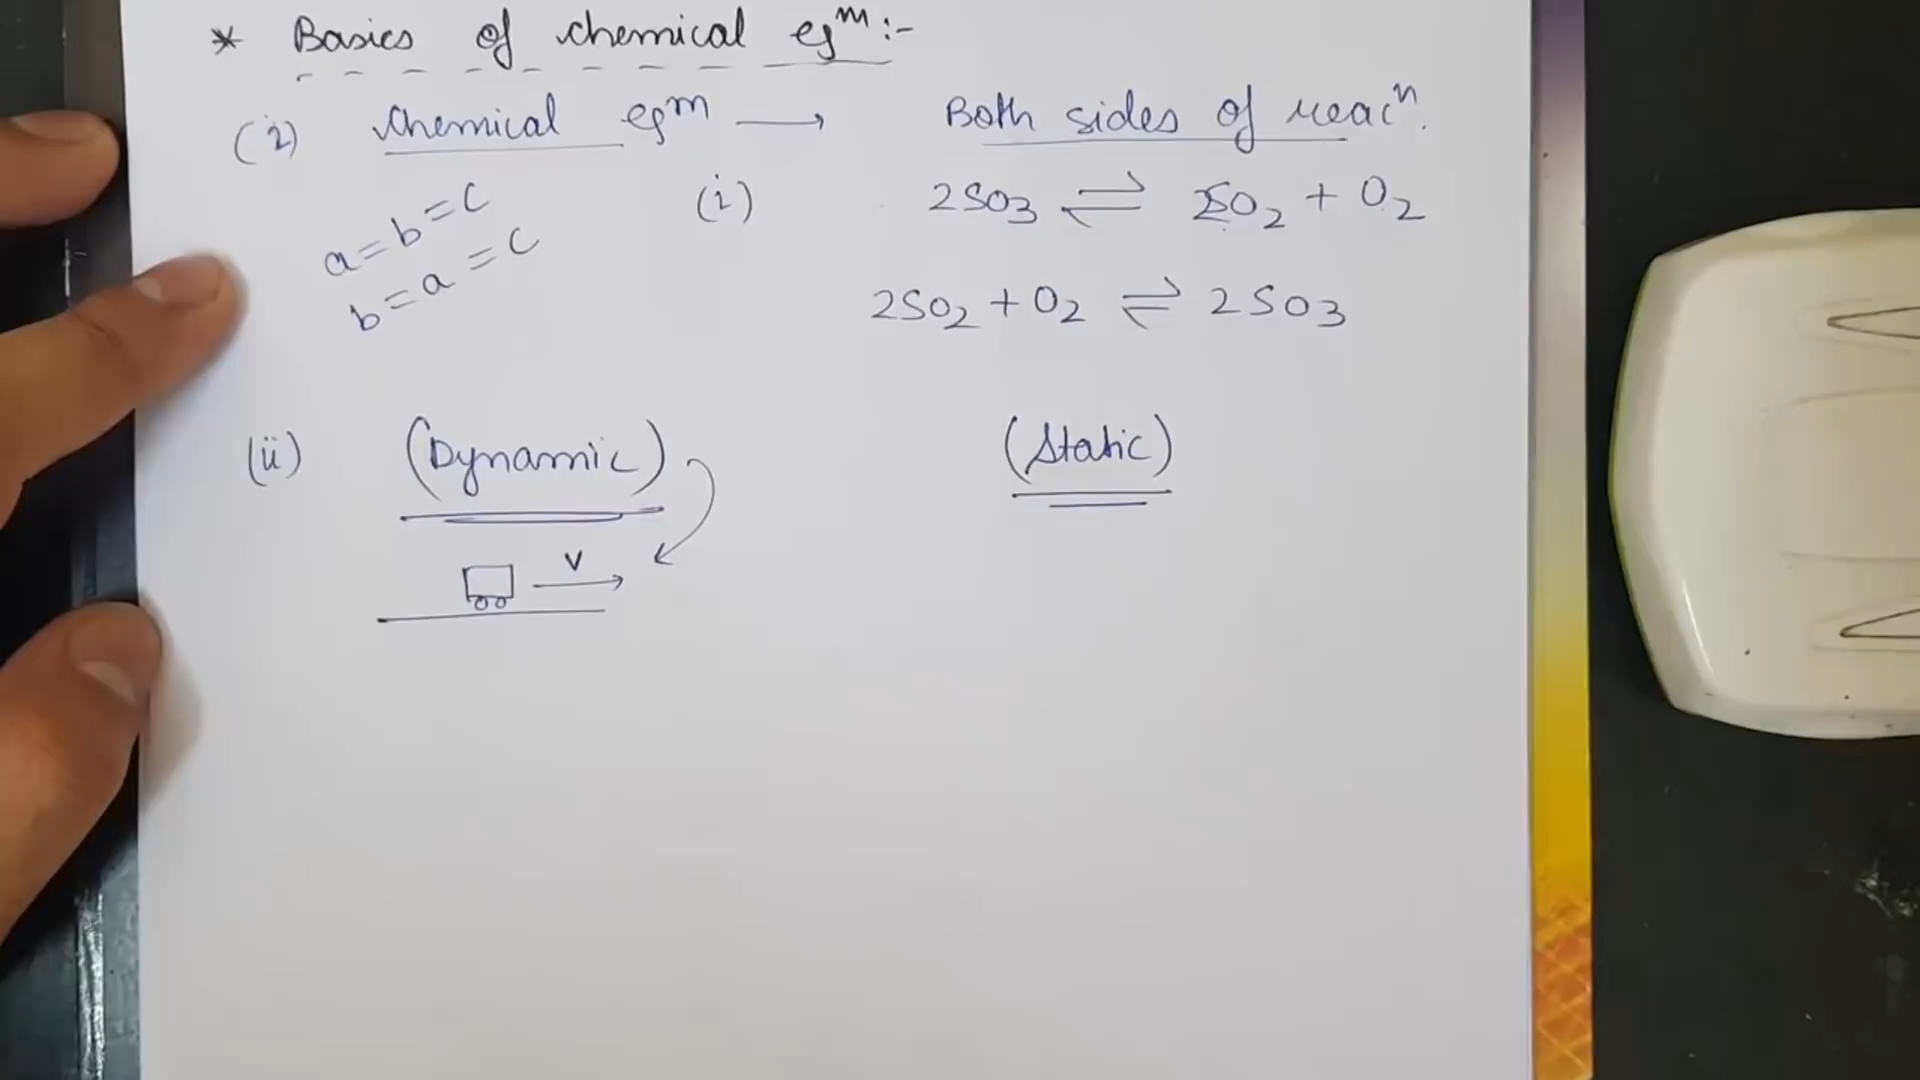 * Basics of chemical eqᵐ :-
(i) Chemical eqᵐ → Both sides of reacⁿ.
a = b = c
b = a = c
(i) 2SO₃ ⇌ 2SO₂ + O₂
2SO₂ + O₂ ⇌ 2SO₃
(ii) (Dynamic) (Static)
v